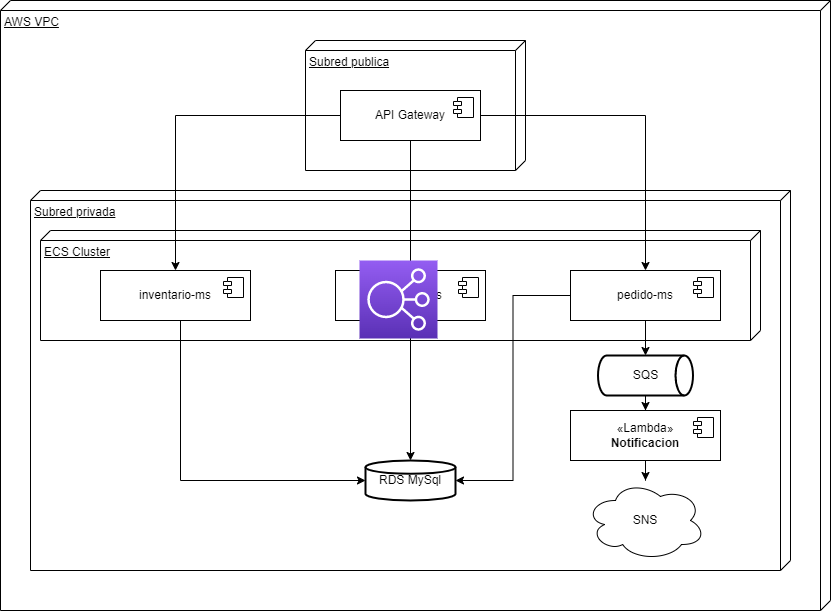 AWS VPC
Subred publica
API Gateway
Subred privada
ECS Cluster
inventario-ms
pedido-ms
SQS
«Lambda»
Notificacion
RDS MySql
SNS